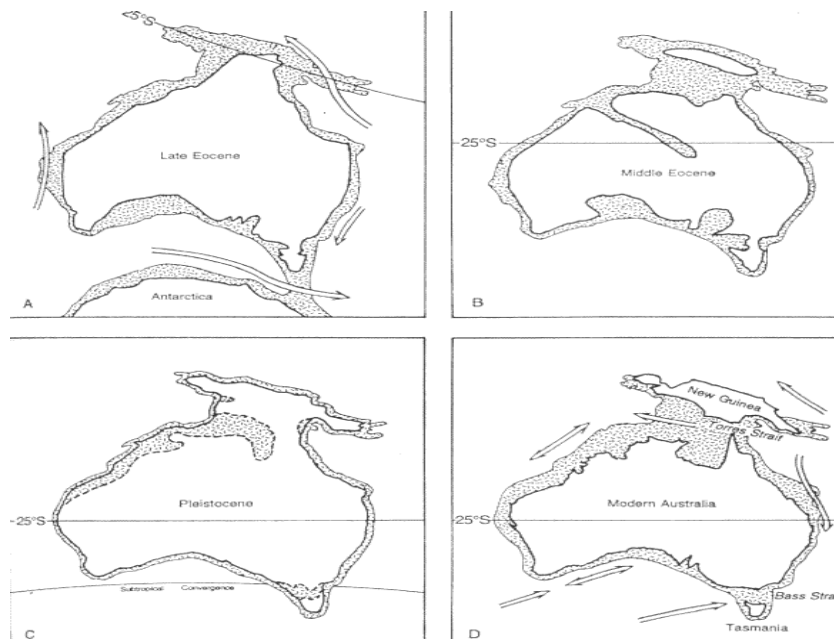 25°S
Late Eocene
Antarctica
A
25°S
Middle Eocene
B
Pleistocene
25°S
Subtropical Convergence
C
New Guinea
Torres Strait
Modern Australia
25°S
Bass Stra
Tasmania
D